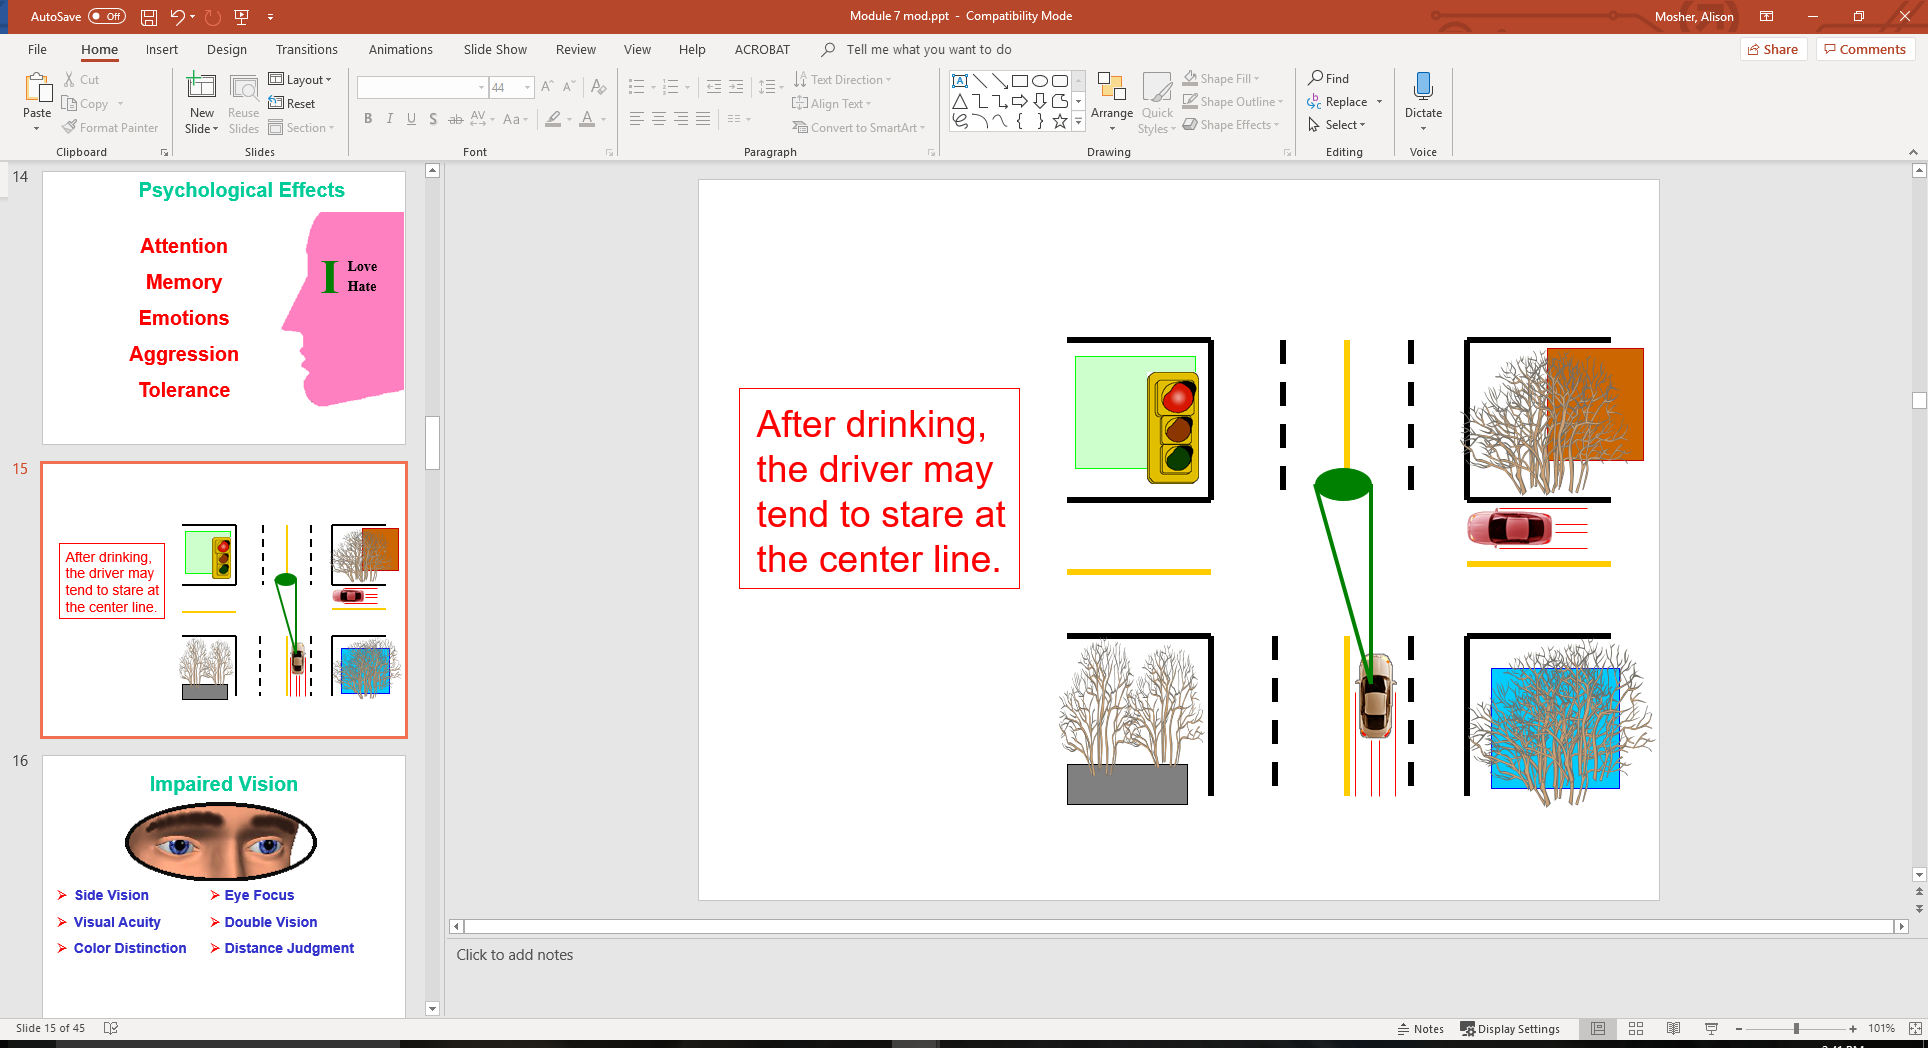 AutoSave Off
Module 7 mod.ppt - Compatibility Mode
Mosher, Alison
File Home Insert Design Transitions Animations Slide Show Review View Help ACROBAT Tell me what you want to do
Share Comments
Paste
Cut
Copy
Format Painter
Clipboard
New Slide
Reuse Slides
Layout
Reset
Section
Slides
44
B I U S ab AV Aa A
Font
Text Direction
Align Text
Convert to SmartArt
Paragraph
Arrange
Quick Styles
Shape Fill
Shape Outline
Shape Effects
Drawing
Find
Replace
Select
Editing
Dictate
Voice
14
Psychological Effects
Attention
Memory
Emotions
Aggression
Tolerance
I Love
Hate
15
After drinking,
the driver may
tend to stare at
the center line.
16
Impaired Vision
Side Vision
Visual Acuity
Color Distinction
Eye Focus
Double Vision
Distance Judgment
After drinking,
the driver may
tend to stare at
the center line.
Click to add notes
Slide 15 of 45
Notes
Display Settings
101%